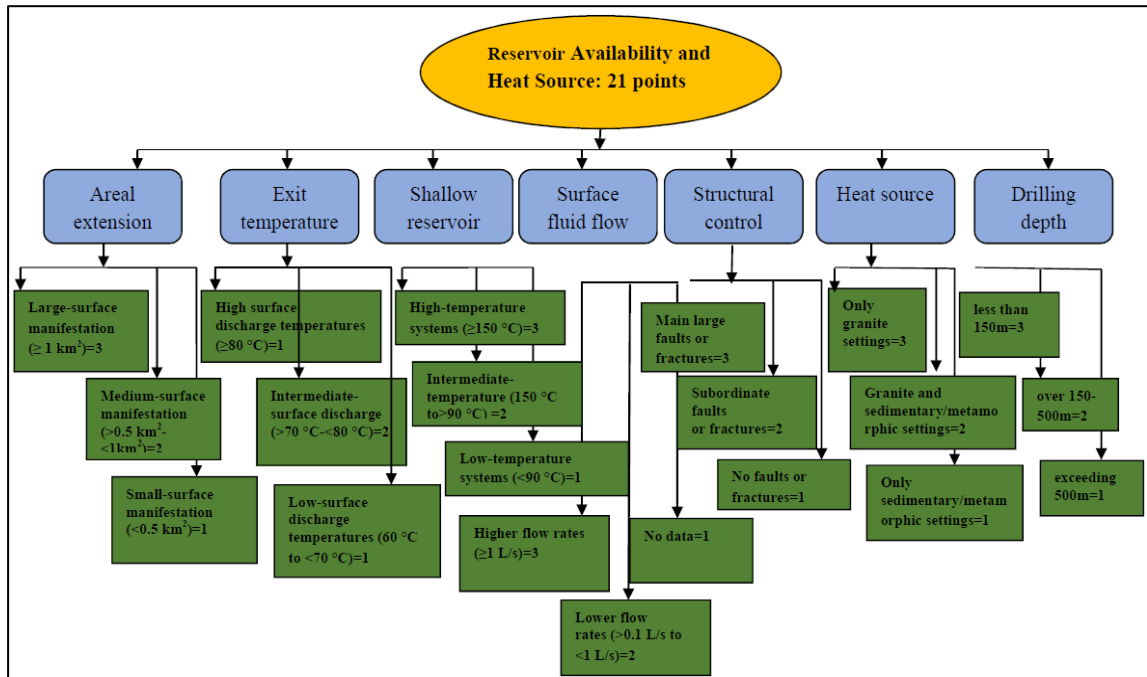 Reservoir Availability and
Heat Source: 21 points
Areal
extension
Exit
temperature
Shallow
reservoir
Surface
fluid flow
Structural
control
Heat source
Drilling
depth
Large-surface
manifestation
(≥ 1 km²)=3
Medium-surface
manifestation
(>0.5 km²-
<1km²)=2
Small-surface
manifestation
(<0.5 km²)=1
High surface
discharge temperatures
(≥80 °C)=1
Intermediate-
surface discharge
(>70 °C-<80 °C)=2
Low-surface
discharge
temperatures (60 °C
to <70 °C)=1
High-temperature
systems (≥150 °C)=3
Intermediate-
temperature (150 °C
to>90 °C) =2
Low-temperature
systems (<90 °C)=1
Higher flow rates
(≥1 L/s)=3
Lower flow
rates (>0.1 L/s to
<1 L/s)=2
No data=1
Main large
faults or
fractures=3
Subordinate
faults
or fractures=2
No faults or
fractures=1
Only
granite
settings=3
Granite and
sedimentary/metamo
rphic settings=2
Only
sedimentary/metam
orphic settings=1
less than
150m=3
over 150-
500m=2
exceeding
500m=1